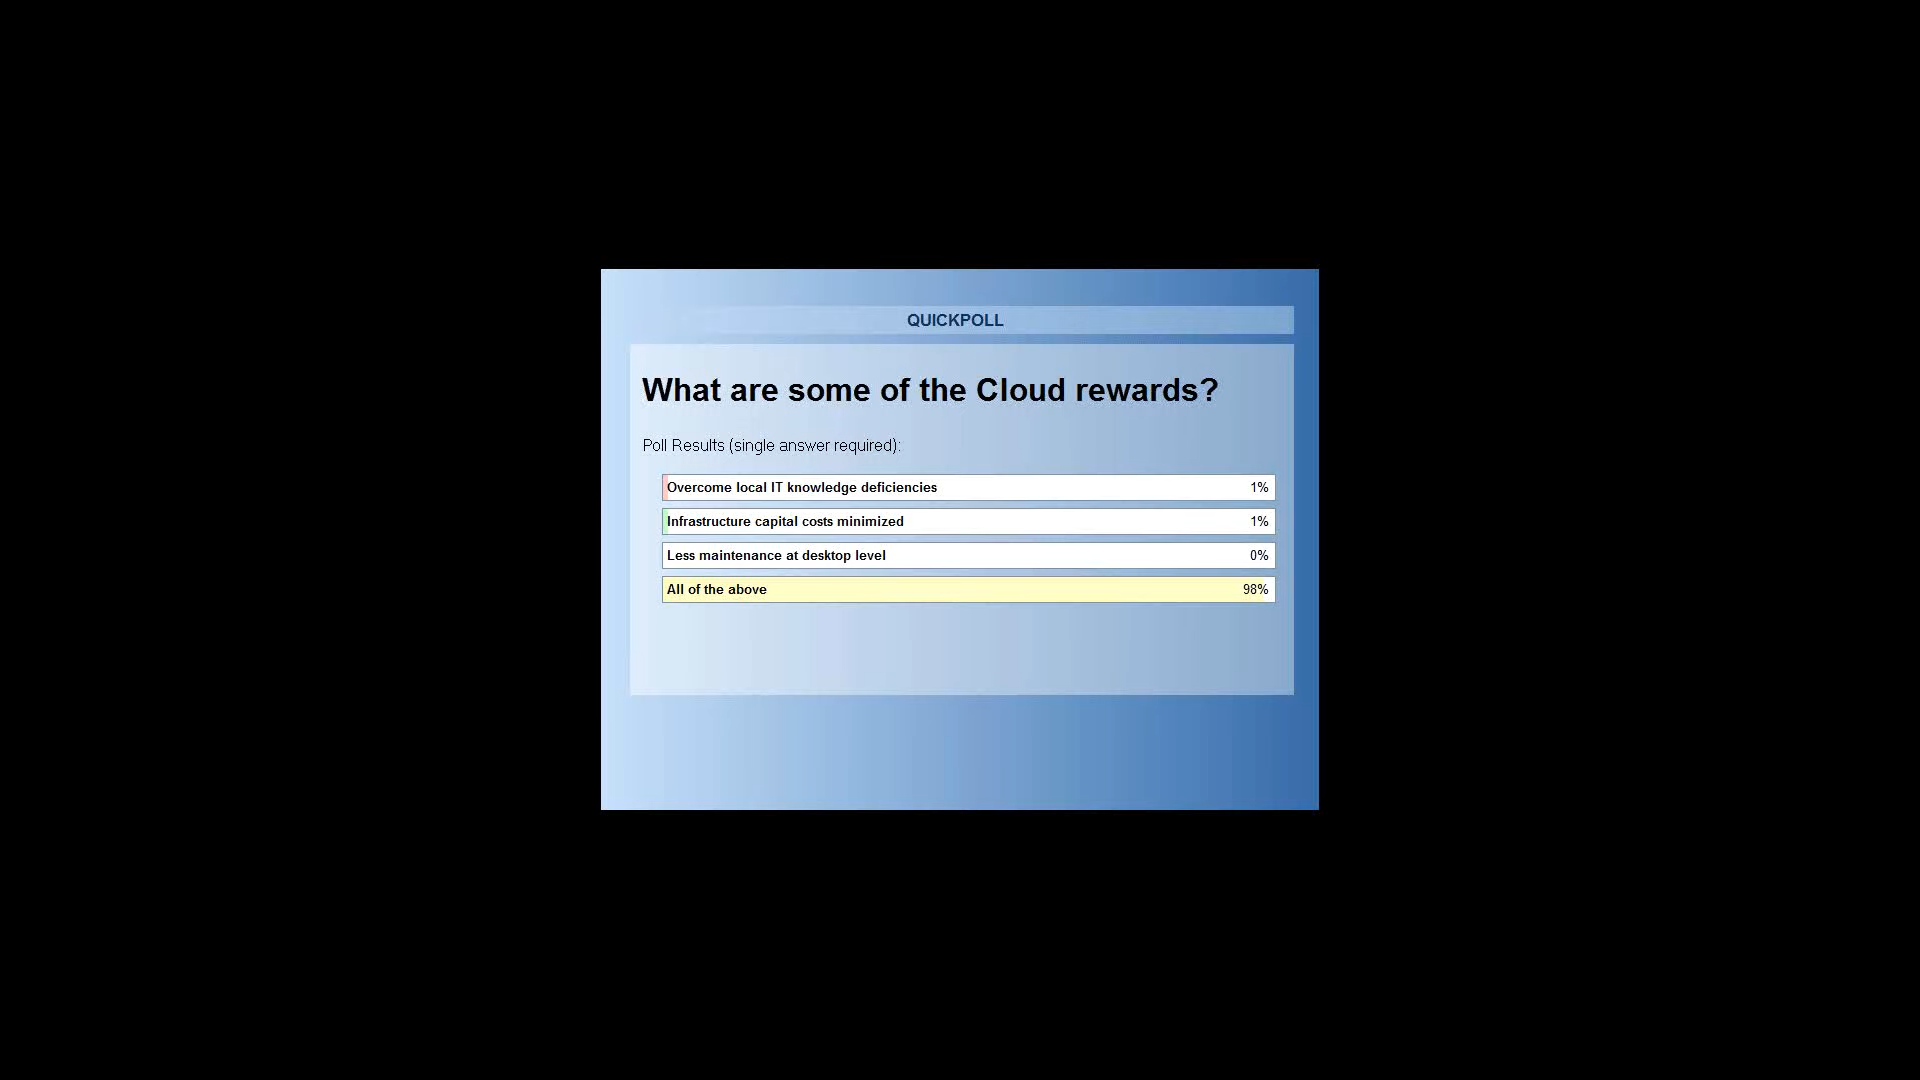 QUICKPOLL
What are some of the Cloud rewards?
Poll Results (single answer required):
Overcome local IT knowledge deficiencies 1%
Infrastructure capital costs minimized 1%
Less maintenance at desktop level 0%
All of the above 98%